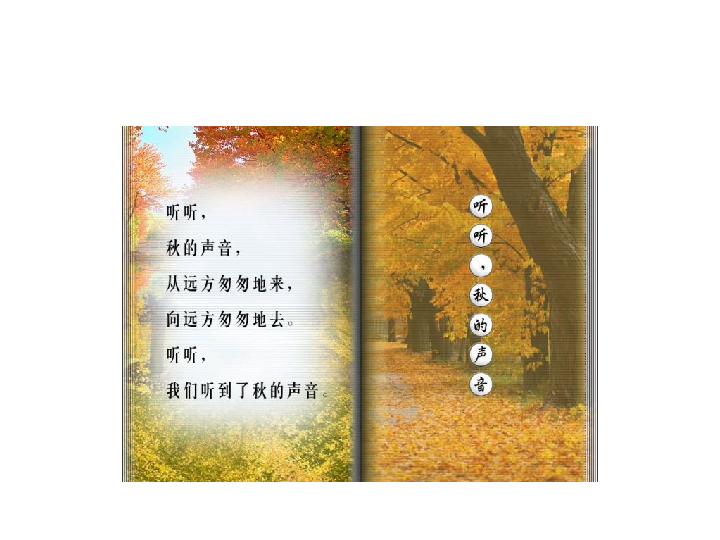 听听，
秋的声音，
从远方匆匆地来，
向远方匆匆地去。
听听，
我们听到了秋的声音。
听听，秋的声音